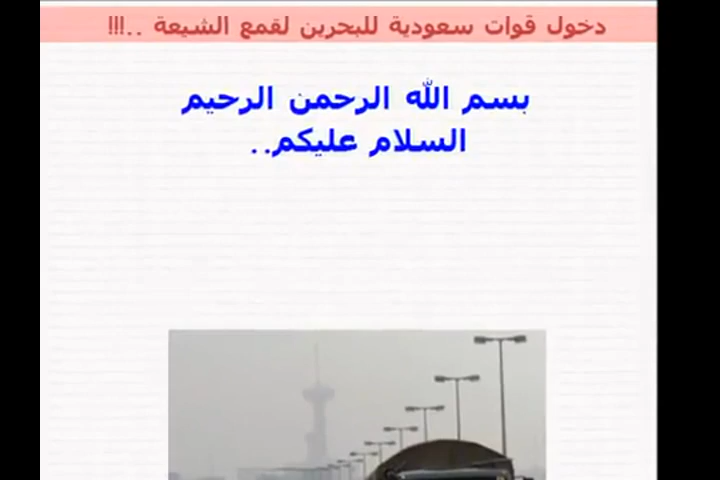 دخول قوات سعودية للبحرين لقمع الشيعة ..!!!
بسم الله الرحمن الرحيم
السلام عليكم..